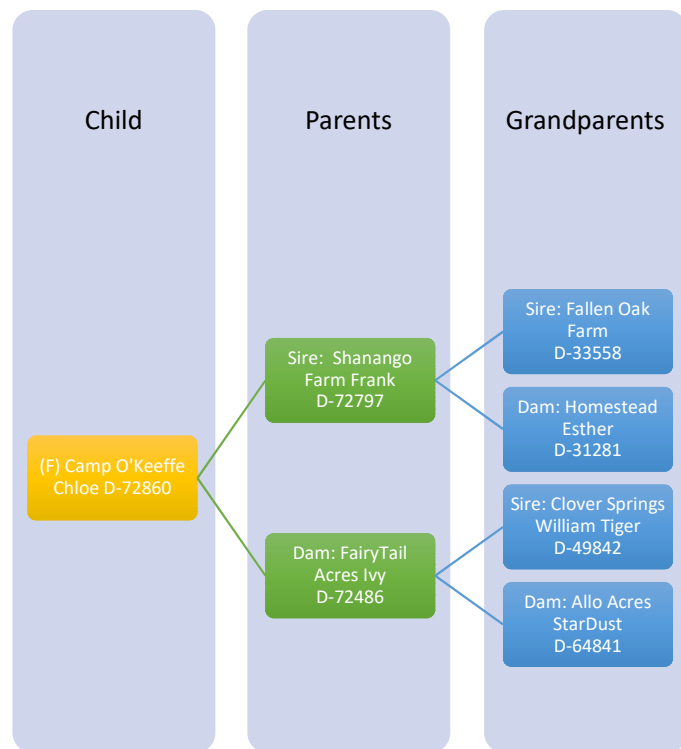 Child
Parents
Grandparents
(F) Camp O'Keeffe
Chloe D-72860
Sire:  Shanango
Farm Frank
D-72797
Dam: FairyTail
Acres Ivy
D-72486
Sire: Fallen Oak
Farm
D-33558
Dam: Homestead
Esther
D-31281
Sire: Clover Springs
William Tiger
D-49842
Dam: Allo Acres
StarDust
D-64841